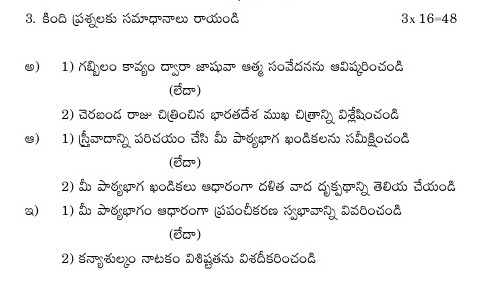 3. కింది ప్రశ్నలకు సమాధానాలు రాయండి 3x 16=48
అ) 1) గబ్బిలం కావ్యం ద్వారా జాషువా ఆత్మ సంవేదనను ఆవిష్కరించండి
(లేదా)
2) చెరబండ రాజు చిత్రించిన భారతదేశ ముఖ చిత్రాన్ని విశ్లేషించండి
ఆ) 1) స్త్రీవాదాన్ని పరిచయం చేసి మీ పాఠ్యభాగ ఖండికలను సమీక్షించండి
(లేదా)
2) మీ పాఠ్యభాగ ఖండికలు ఆధారంగా దళిత వాద దృక్పథాన్ని తెలియ చేయండి
ఇ) 1) మీ పాఠ్యభాగం ఆధారంగా ప్రపంచీకరణ స్వభావాన్ని వివరించండి
(లేదా)
2) కన్యాశుల్కం నాటకం విశిష్టతను విశదీకరించండి